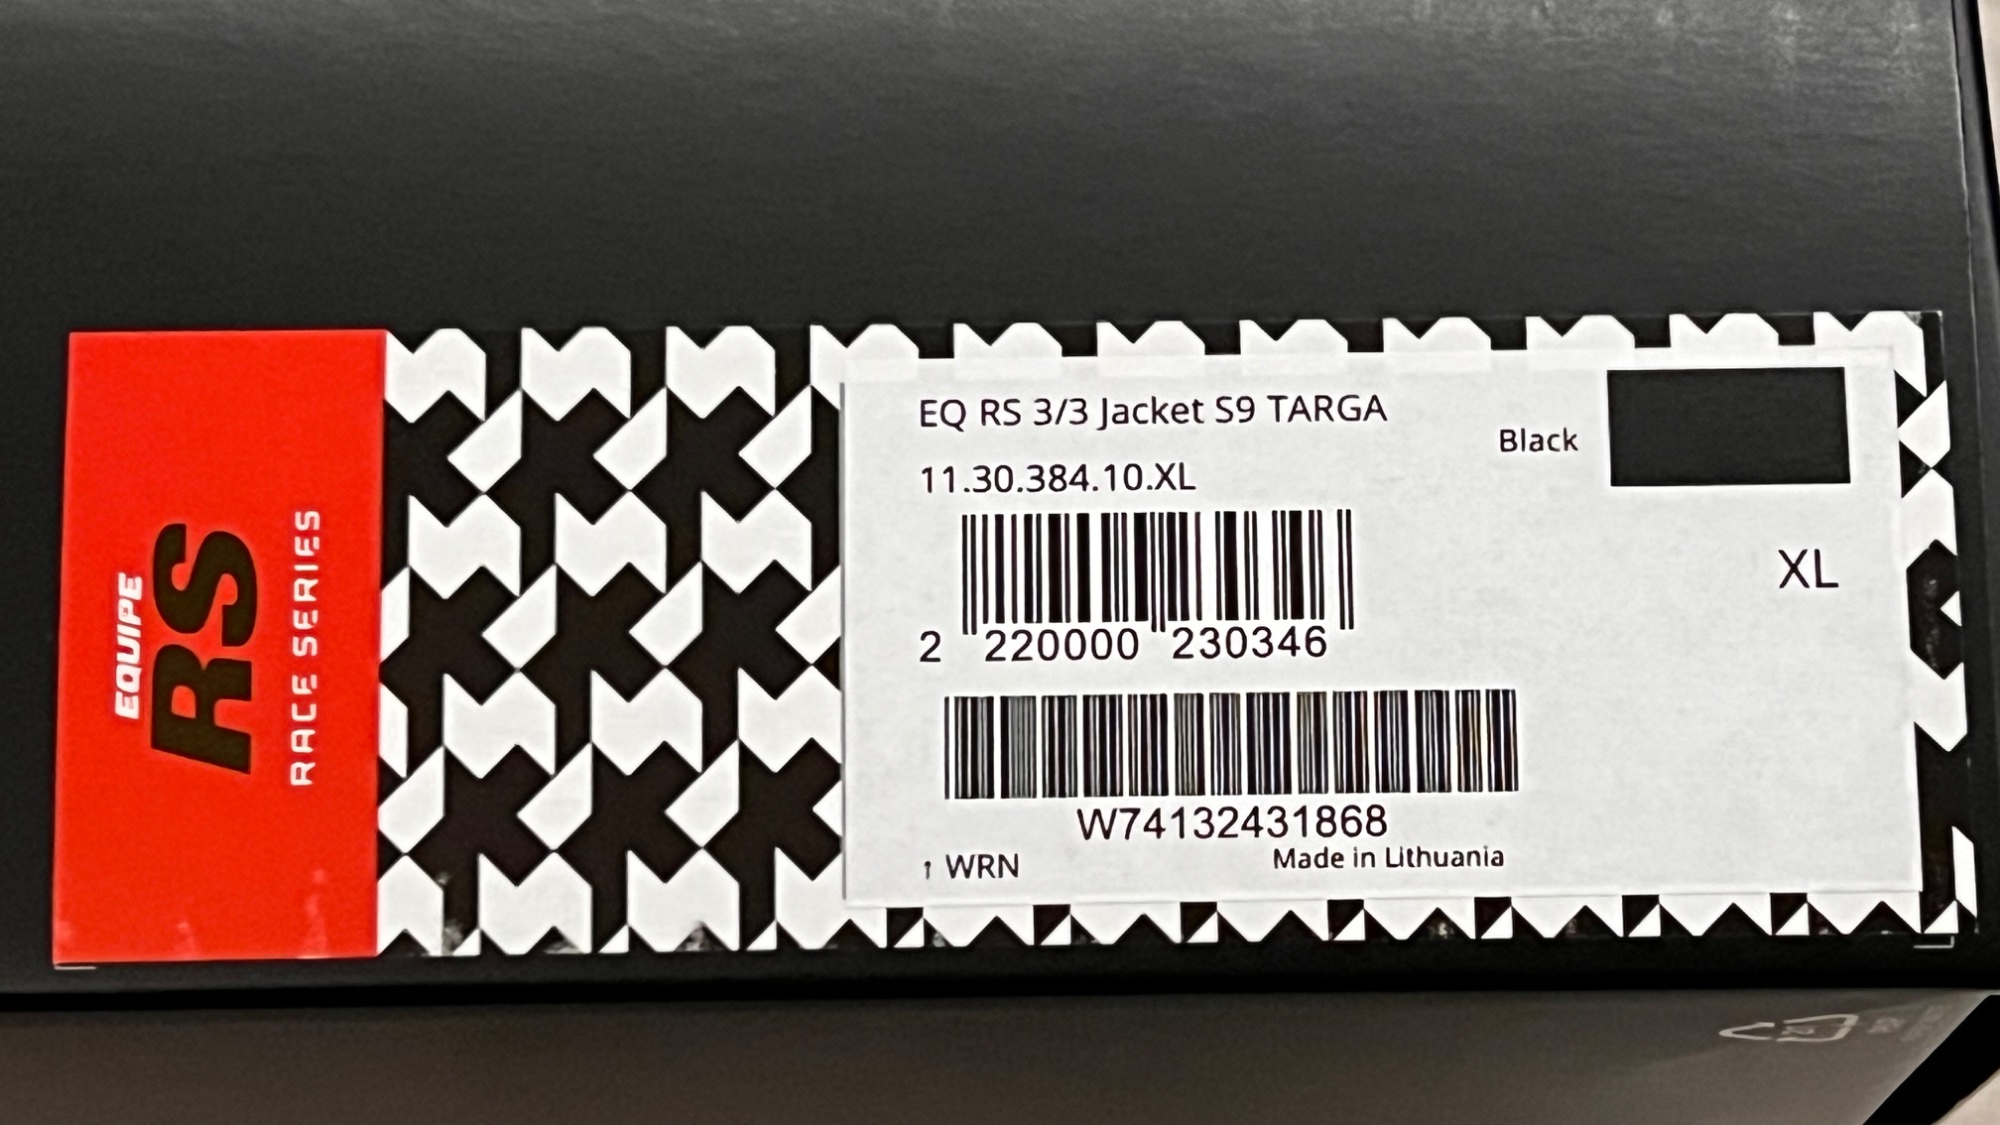 EQUIPE
RS
RACE SERIES
EQ RS 3/3 Jacket S9 TARGA
Black
11.30.384.10.XL
XL
2 220000 230346
W74132431868
↑ WRN
Made in Lithuania